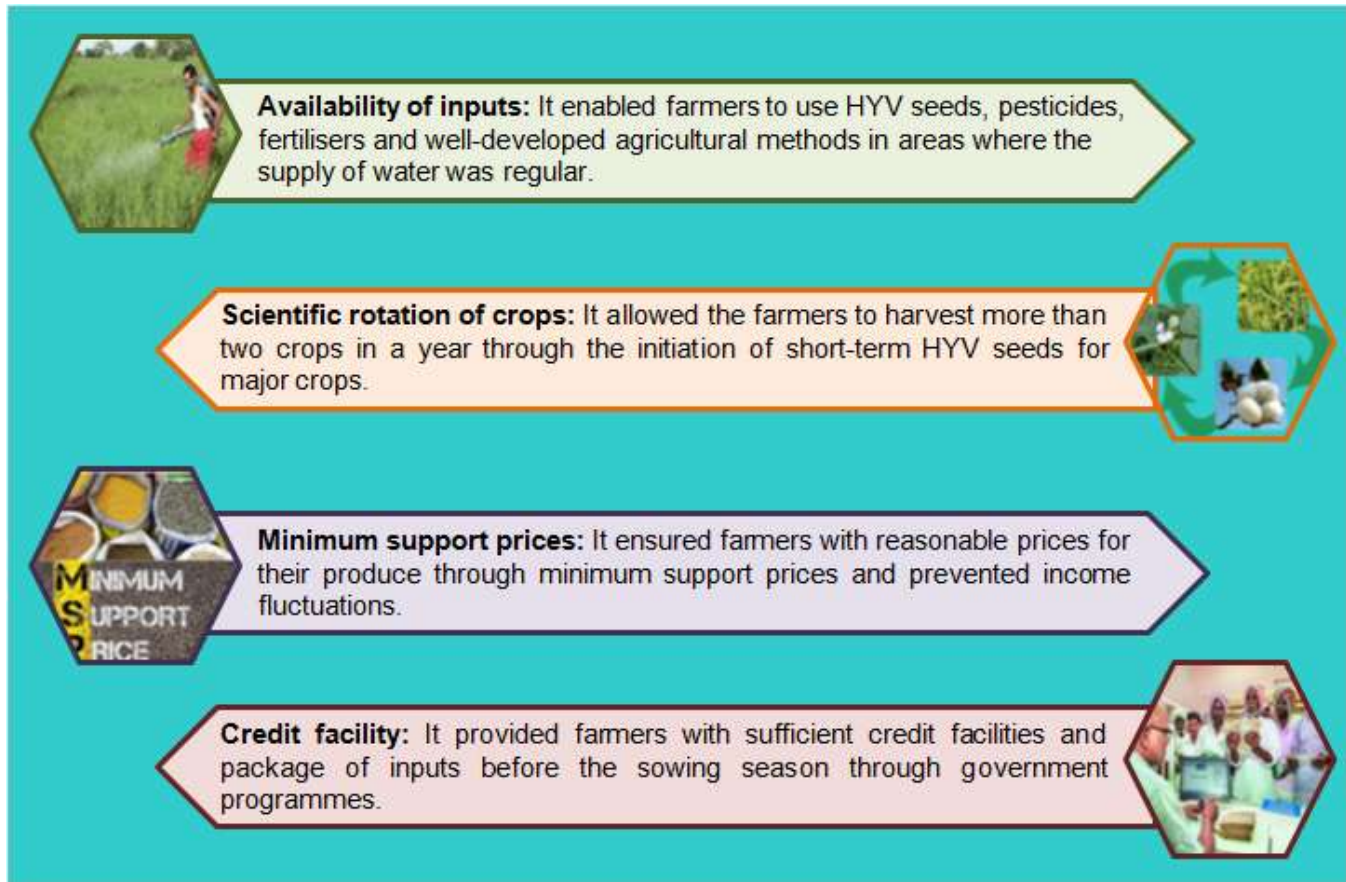 Availability of inputs: It enabled farmers to use HYV seeds, pesticides,
fertilisers and well-developed agricultural methods in areas where the
supply of water was regular.
Scientific rotation of crops: It allowed the farmers to harvest more than
two crops in a year through the initiation of short-term HYV seeds for
major crops.
Minimum support prices: It ensured farmers with reasonable prices for
their produce through minimum support prices and prevented income
fluctuations.
MINIMUM
SUPPORT
PRICE
Credit facility: It provided farmers with sufficient credit facilities and
package of inputs before the sowing season through government
programmes.